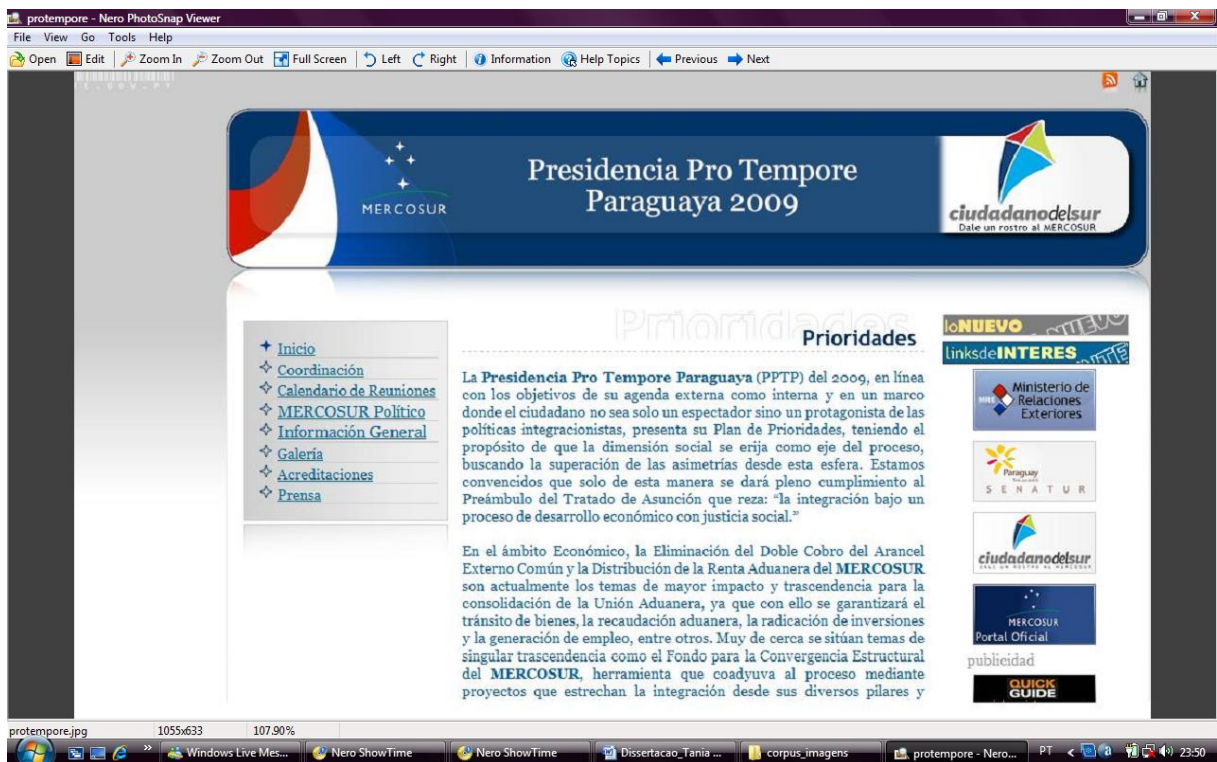 protempore - Nero PhotoSnap Viewer
File View Go Tools Help
Open Edit Zoom In Zoom Out Full Screen Left Right Information Help Topics Previous Next
MERCOSUR
Presidencia Pro Tempore
Paraguaya 2009
ciudadanodelsur
Dale un rostro al MERCOSUR
Inicio
Coordinación
Calendario de Reuniones
MERCOSUR Político
Información General
Galería
Acreditaciones
Prensa
Prioridades
Prioridades
La Presidencia Pro Tempore Paraguaya (PPTP) del 2009, en línea
con los objetivos de su agenda externa como interna y en un marco
donde el ciudadano no sea solo un espectador sino un protagonista de las
políticas integracionistas, presenta su Plan de Prioridades, teniendo el
propósito de que la dimensión social se erija como eje del proceso,
buscando la superación de las asimetrías desde esta esfera. Estamos
convencidos que solo de esta manera se dará pleno cumplimiento al
Preámbulo del Tratado de Asunción que reza: “la integración bajo un
proceso de desarrollo económico con justicia social.”
En el ámbito Económico, la Eliminación del Doble Cobro del Arancel
Externo Común y la Distribución de la Renta Aduanera del MERCOSUR
son actualmente los temas de mayor impacto y trascendencia para la
consolidación de la Unión Aduanera, ya que con ello se garantizará el
tránsito de bienes, la recaudación aduanera, la radicación de inversiones
y la generación de empleo, entre otros. Muy de cerca se sitúan temas de
singular trascendencia como el Fondo para la Convergencia Estructural
del MERCOSUR, herramienta que coadyuva al proceso mediante
proyectos que estrechan la integración desde sus diversos pilares y
loNUEVO NUEVO
linksdeINTERES
MRE Ministerio de
Relaciones
Exteriores
Paraguay
SENATUR
ciudadanodelsur
DALE UN ROSTRO AL MERCOSUR
MERCOSUR
Portal Oficial
publicidad
QUICK
GUIDE
protempore.jpg 1055x633 107.90%
Windows Live Mes... Nero ShowTime Nero ShowTime Dissertacao_Tania ... corpus_imagens protempore - Nero... PT 23:50